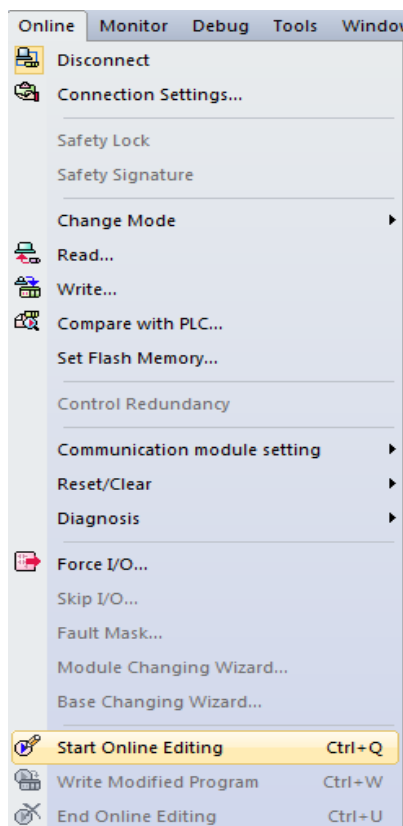 Online Monitor Debug Tools Window
Disconnect
Connection Settings...
Safety Lock
Safety Signature
Change Mode
Read...
Write...
Compare with PLC...
Set Flash Memory...
Control Redundancy
Communication module setting
Reset/Clear
Diagnosis
Force I/O...
Skip I/O...
Fault Mask...
Module Changing Wizard...
Base Changing Wizard...
Start Online Editing Ctrl+Q
Write Modified Program Ctrl+W
End Online Editing Ctrl+U